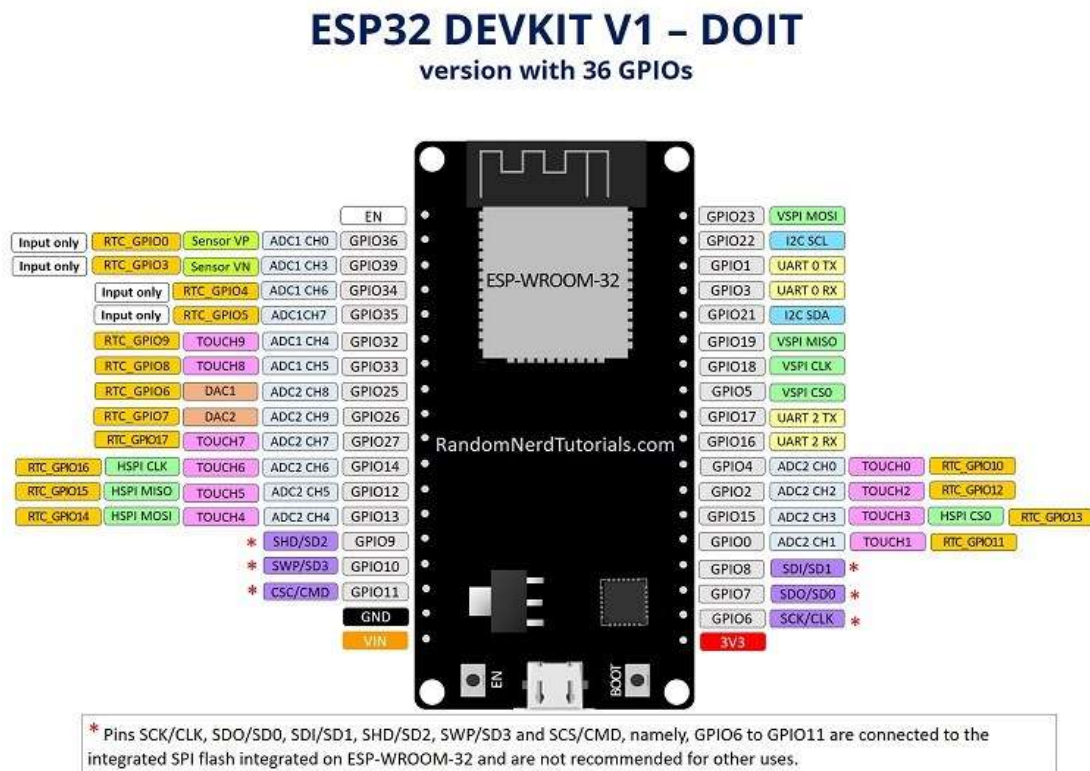 ESP32 DEVKIT V1 – DOIT
version with 36 GPIOs
EN
GPIO23 VSPI MOSI
Input only RTC_GPIO0 Sensor VP ADC1 CH0 GPIO36
GPIO22 I2C SCL
Input only RTC_GPIO3 Sensor VN ADC1 CH3 GPIO39
GPIO1 UART 0 TX
Input only RTC_GPIO4 ADC1 CH6 GPIO34
ESP-WROOM-32
GPIO3 UART 0 RX
Input only RTC_GPIO5 ADC1CH7 GPIO35
GPIO21 I2C SDA
RTC_GPIO9 TOUCH9 ADC1 CH4 GPIO32
GPIO19 VSPI MISO
RTC_GPIO8 TOUCH8 ADC1 CH5 GPIO33
GPIO18 VSPI CLK
RTC_GPIO6 DAC1 ADC2 CH8 GPIO25
GPIO5 VSPI CS0
RTC_GPIO7 DAC2 ADC2 CH9 GPIO26
GPIO17 UART 2 TX
RTC_GPIO17 TOUCH7 ADC2 CH7 GPIO27
RandomNerdTutorials.com
GPIO16 UART 2 RX
RTC_GPIO16 HSPI CLK TOUCH6 ADC2 CH6 GPIO14
GPIO4 ADC2 CH0 TOUCH0 RTC_GPIO10
RTC_GPIO15 HSPI MISO TOUCH5 ADC2 CH5 GPIO12
GPIO2 ADC2 CH2 TOUCH2 RTC_GPIO12
RTC_GPIO14 HSPI MOSI TOUCH4 ADC2 CH4 GPIO13
GPIO15 ADC2 CH3 TOUCH3 HSPI CS0 RTC_GPIO13
* SHD/SD2 GPIO9
GPIO0 ADC2 CH1 TOUCH1 RTC_GPIO11
* SWP/SD3 GPIO10
GPIO8 SDI/SD1 *
* CSC/CMD GPIO11
GPIO7 SDO/SD0 *
GND
GPIO6 SCK/CLK *
VIN
3V3
EN
BOOT
* Pins SCK/CLK, SDO/SD0, SDI/SD1, SHD/SD2, SWP/SD3 and SCS/CMD, namely, GPIO6 to GPIO11 are connected to the
integrated SPI flash integrated on ESP-WROOM-32 and are not recommended for other uses.